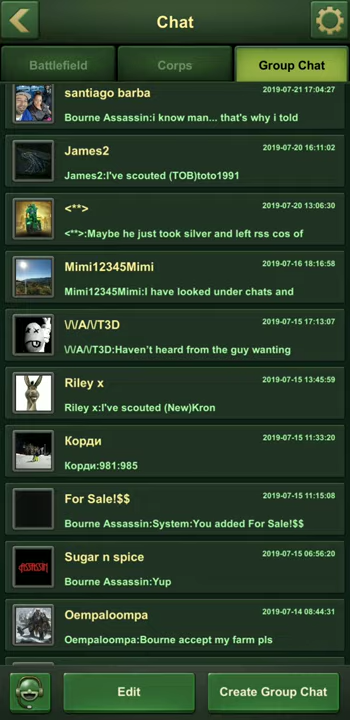 Chat
Battlefield
Corps
Group Chat
santiago barba
2019-07-21 17:04:27
Bourne Assassin:i know man... that's why i told
James2
2019-07-20 16:11:02
James2:I've scouted (TOB)toto1991
<**>
2019-07-20 13:06:30
<**>:Maybe he just took silver and left rss cos of
Mimi12345Mimi
2019-07-16 18:16:58
Mimi12345Mimi:I have looked under chats and
\/\/A/\/T3D
2019-07-15 17:13:07
\/\/A/\/T3D:Haven't heard from the guy wanting
Riley x
2019-07-15 13:45:59
Riley x:I've scouted (New)Kron
Корди
2019-07-15 11:33:20
Корди:981:985
For Sale!$$
2019-07-15 11:15:08
Bourne Assassin:System:You added For Sale!$$
Sugar n spice
2019-07-15 06:56:20
Bourne Assassin:Yup
Oempaloompa
2019-07-14 08:44:31
Oempaloompa:Bourne accept my farm pls
Edit
Create Group Chat